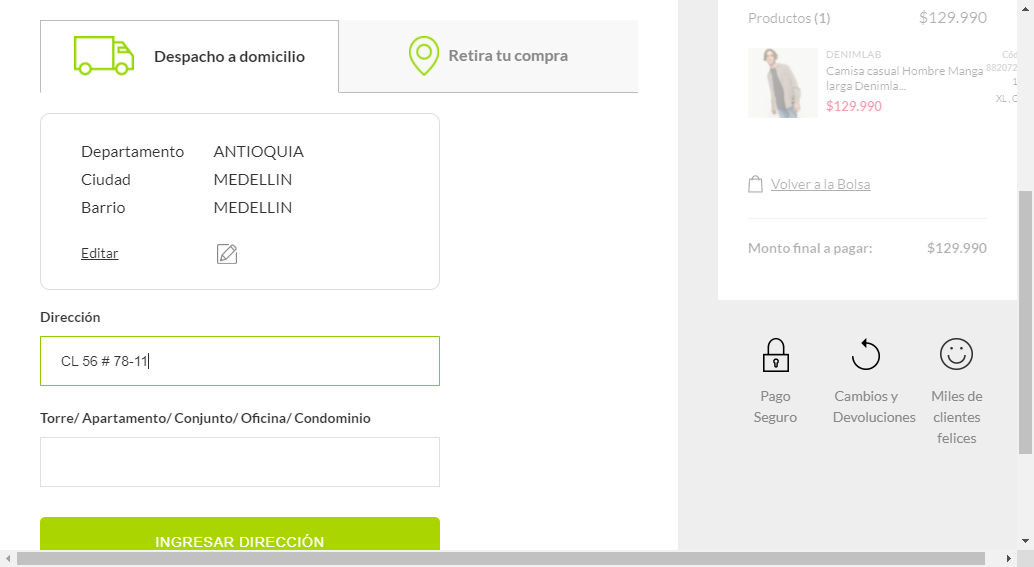 Despacho a domicilio
Retira tu compra
Departamento ANTIOQUIA
Ciudad MEDELLIN
Barrio MEDELLIN
Editar
Dirección
CL 56 # 78-11
Torre/ Apartamento/ Conjunto/ Oficina/ Condominio
INGRESAR DIRECCIÓN
Productos (1) $129.990
DENIMLAB
Camisa casual Hombre Manga
larga Denimla...
$129.990
Cód
882072
1
XL, C
Volver a la Bolsa
Monto final a pagar: $129.990
Pago
Seguro
Cambios y
Devoluciones
Miles de
clientes
felices